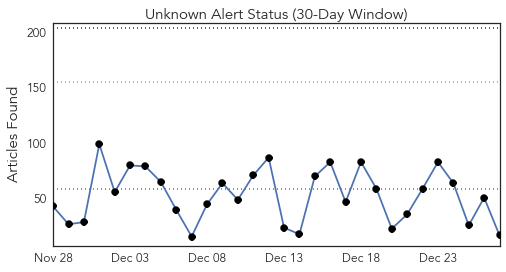 Unknown Alert Status (30-Day Window)
Articles Found
200
150
100
50
Nov 28 Dec 03 Dec 08 Dec 13 Dec 18 Dec 23